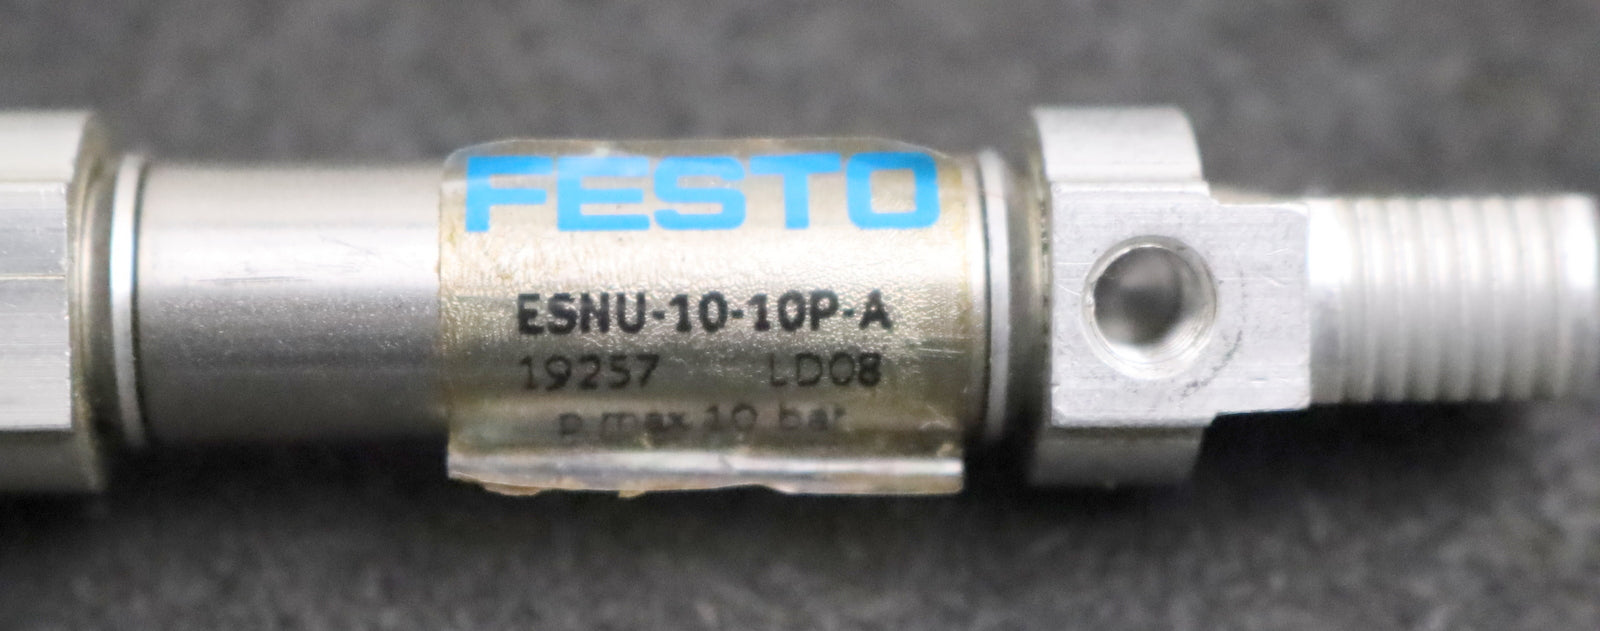 FESTO
ESNU-10-10P-A
19257 LD08
p max 10 bar